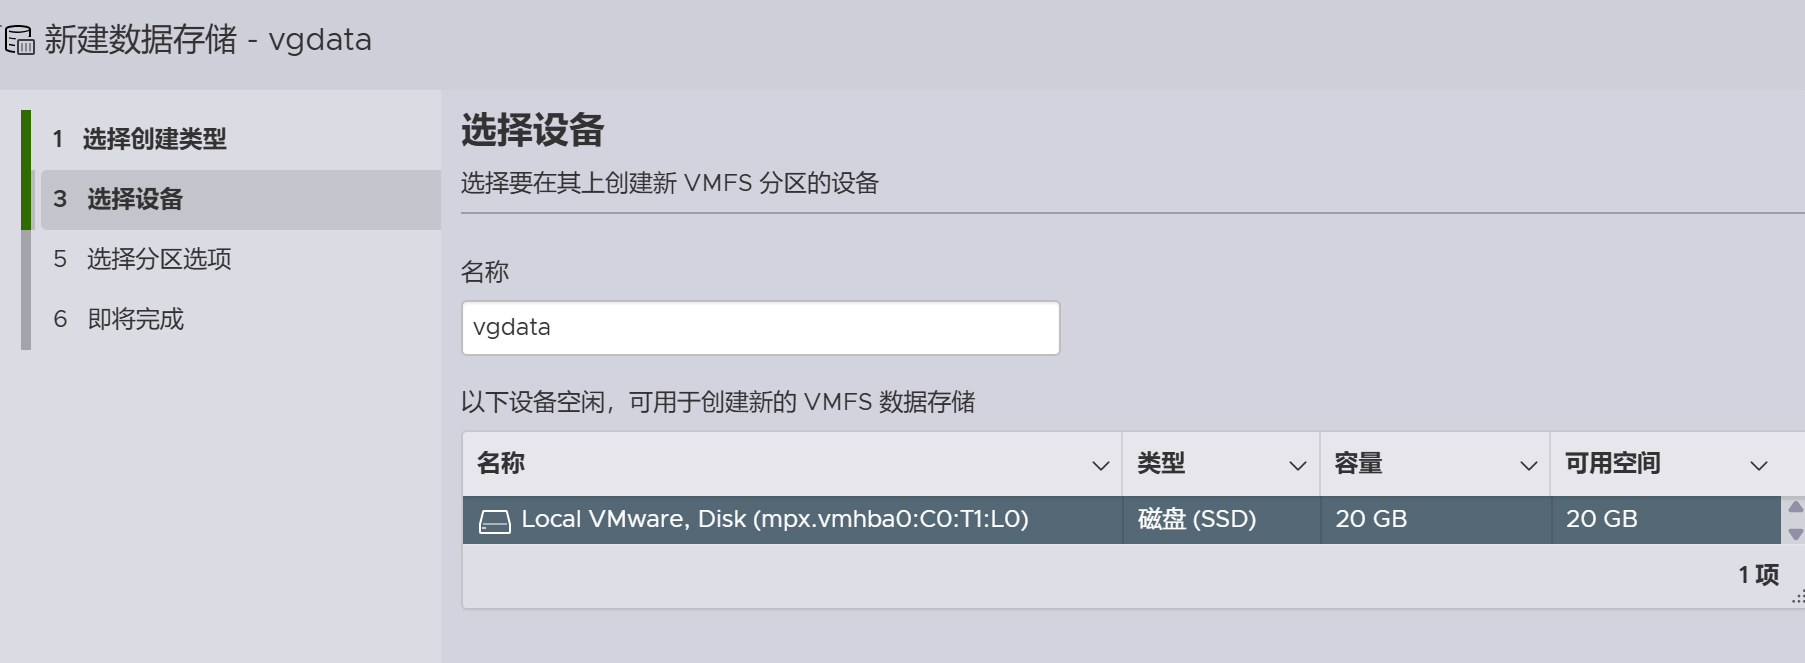 新建数据存储 - vgdata
1 选择创建类型
3 选择设备
5 选择分区选项
6 即将完成
选择设备
选择要在其上创建新 VMFS 分区的设备
名称
vgdata
以下设备空闲，可用于创建新的 VMFS 数据存储
名称 类型 容量 可用空间
Local VMware, Disk (mpx.vmhba0:C0:T1:L0) 磁盘 (SSD) 20 GB 20 GB
1 项